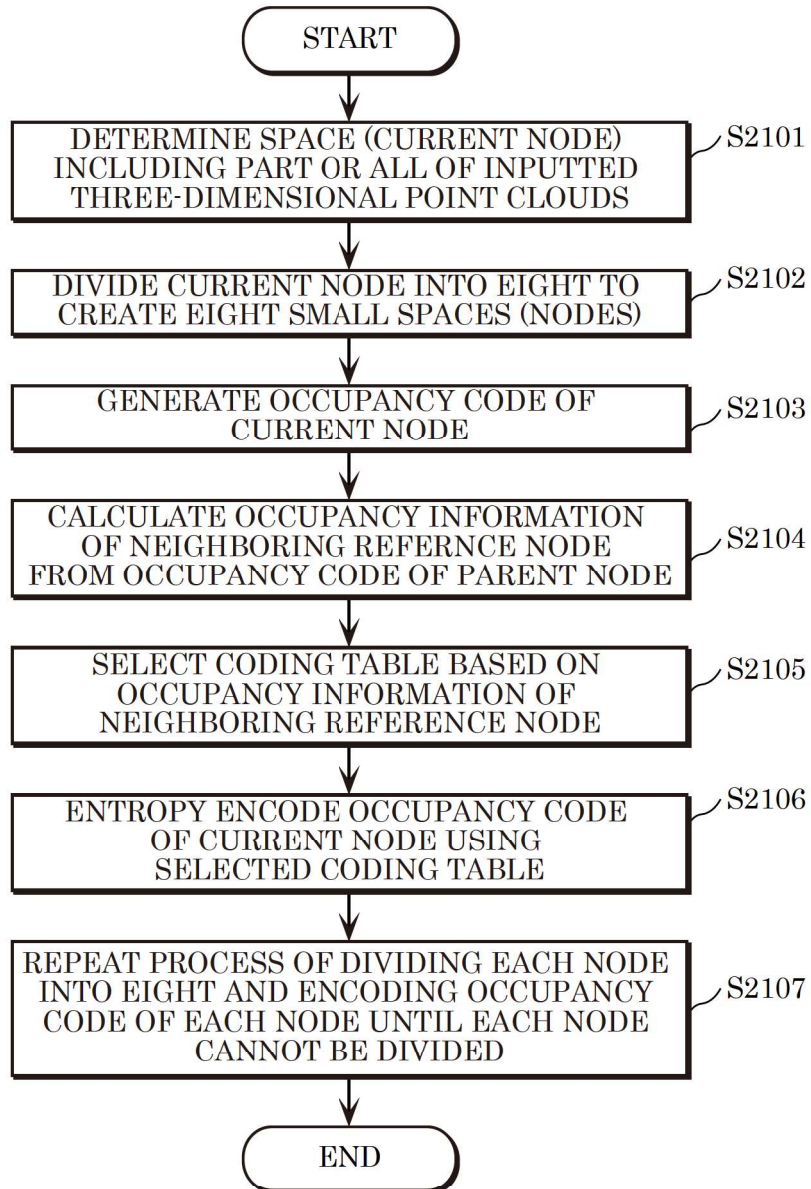 START
DETERMINE SPACE (CURRENT NODE)
INCLUDING PART OR ALL OF INPUTTED
THREE-DIMENSIONAL POINT CLOUDS
S2101
DIVIDE CURRENT NODE INTO EIGHT TO
CREATE EIGHT SMALL SPACES (NODES)
S2102
GENERATE OCCUPANCY CODE OF
CURRENT NODE
S2103
CALCULATE OCCUPANCY INFORMATION
OF NEIGHBORING REFERNCE NODE
FROM OCCUPANCY CODE OF PARENT NODE
S2104
SELECT CODING TABLE BASED ON
OCCUPANCY INFORMATION OF
NEIGHBORING REFERENCE NODE
S2105
ENTROPY ENCODE OCCUPANCY CODE
OF CURRENT NODE USING
SELECTED CODING TABLE
S2106
REPEAT PROCESS OF DIVIDING EACH NODE
INTO EIGHT AND ENCODING OCCUPANCY
CODE OF EACH NODE UNTIL EACH NODE
CANNOT BE DIVIDED
S2107
END